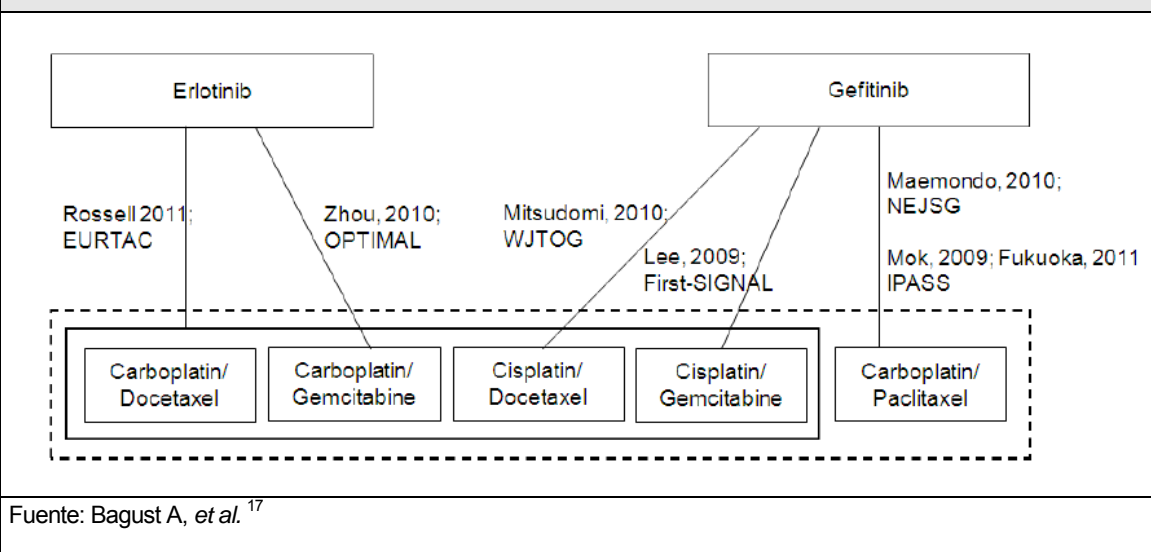 Erlotinib
Gefitinib
Rossell 2011;
EURTAC
Zhou, 2010;
OPTIMAL
Mitsudomi, 2010;
WJTOG
Lee, 2009;
First-SIGNAL
Maemondo, 2010;
NEJSG
Mok, 2009; Fukuoka, 2011
IPASS
Carboplatin/
Docetaxel
Carboplatin/
Gemcitabine
Cisplatin/
Docetaxel
Cisplatin/
Gemcitabine
Carboplatin/
Paclitaxel
Fuente: Bagust A, et al. 17